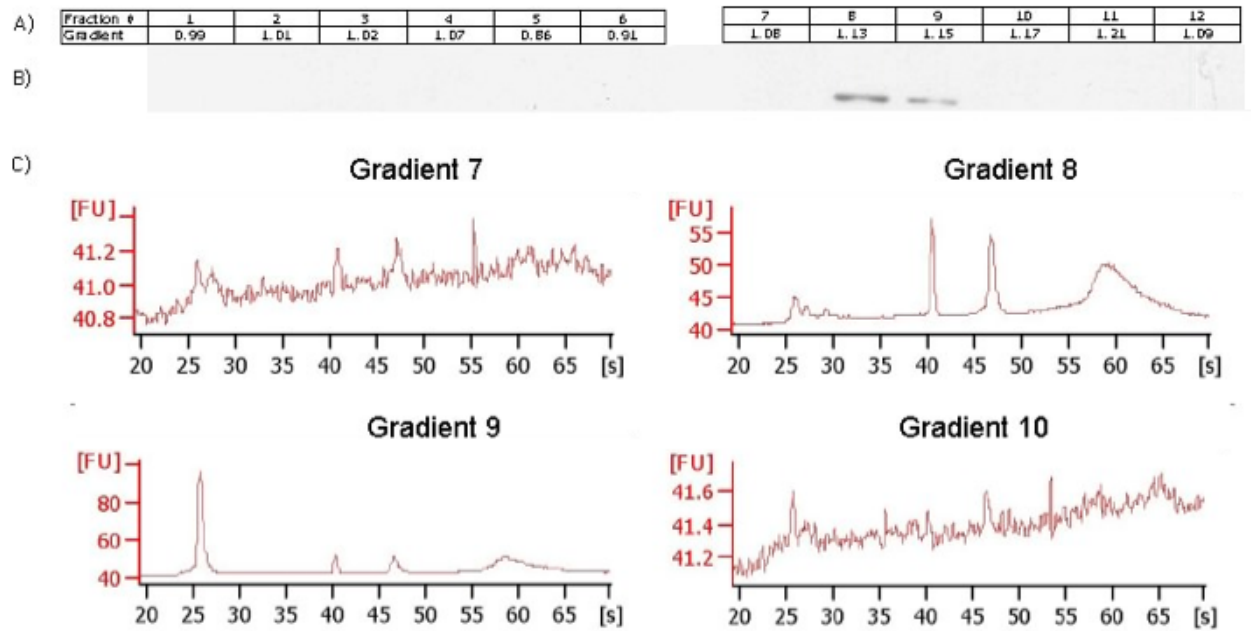 A)
Fraction # 1 2 3 4 5 6 7 8 9 10 11 12
Gradient 0.99 1.01 1.02 1.07 0.86 0.91 1.08 1.13 1.15 1.17 1.21 1.09
B)
C)
Gradient 7
[FU]
41.2
41.0
40.8
20 25 30 35 40 45 50 55 60 65 [s]
Gradient 8
[FU]
55
50
45
40
20 25 30 35 40 45 50 55 60 65 [s]
Gradient 9
[FU]
80
60
40
20 25 30 35 40 45 50 55 60 65 [s]
Gradient 10
[FU]
41.6
41.4
41.2
20 25 30 35 40 45 50 55 60 65 [s]